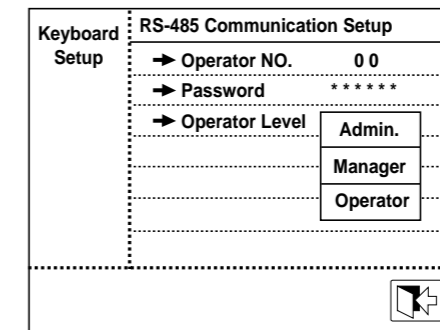 Keyboard
Setup
RS-485 Communication Setup
Operator NO. 0 0
Password * * * * * *
Operator Level
Admin.
Manager
Operator